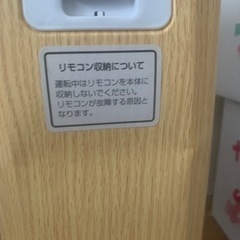 リモコン収納について
運転中はリモコンを本体に
収納しないでください。
リモコンが故障する原因と
なります。